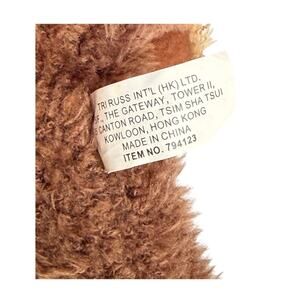 TRI RUSS INT'L (HK) LTD.
F., THE GATEWAY, TOWER II,
CANTON ROAD, TSIM SHA TSUI
KOWLOON, HONG KONG
MADE IN CHINA
ITEM NO. 794123